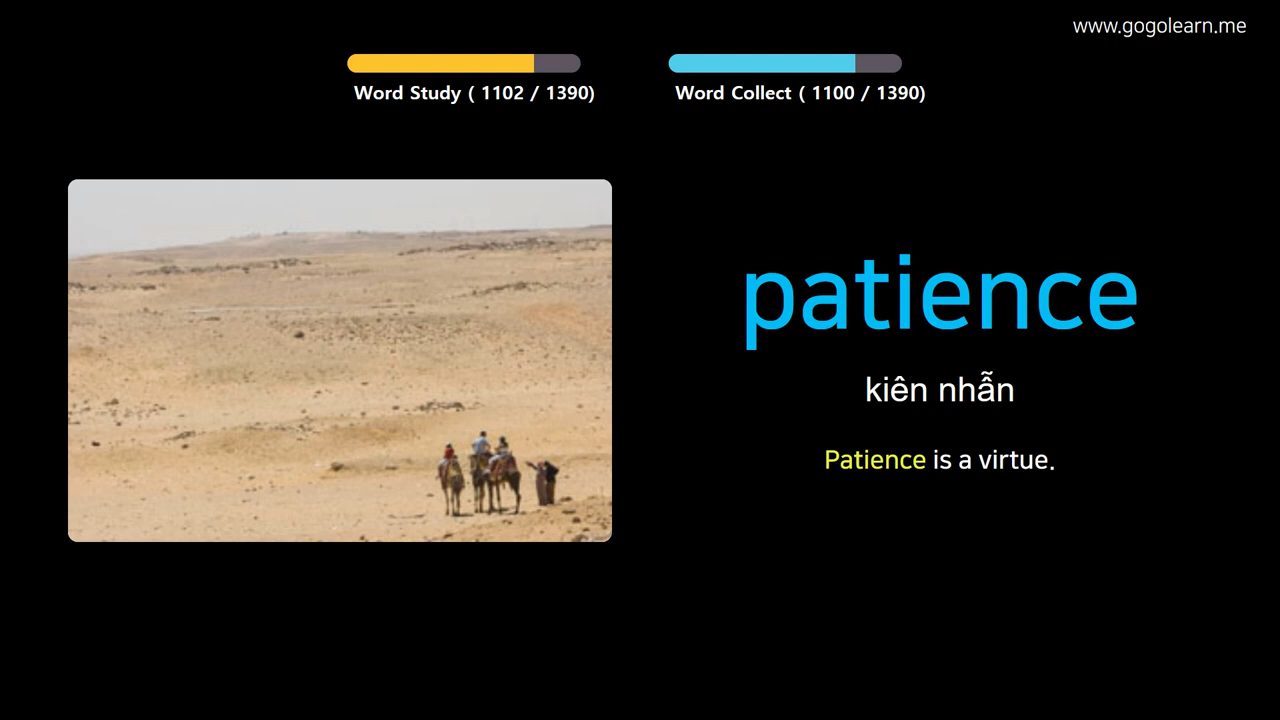 www.gogolearn.me
Word Study ( 1102 / 1390)
Word Collect ( 1100 / 1390)
patience
kiên nhẫn
Patience is a virtue.